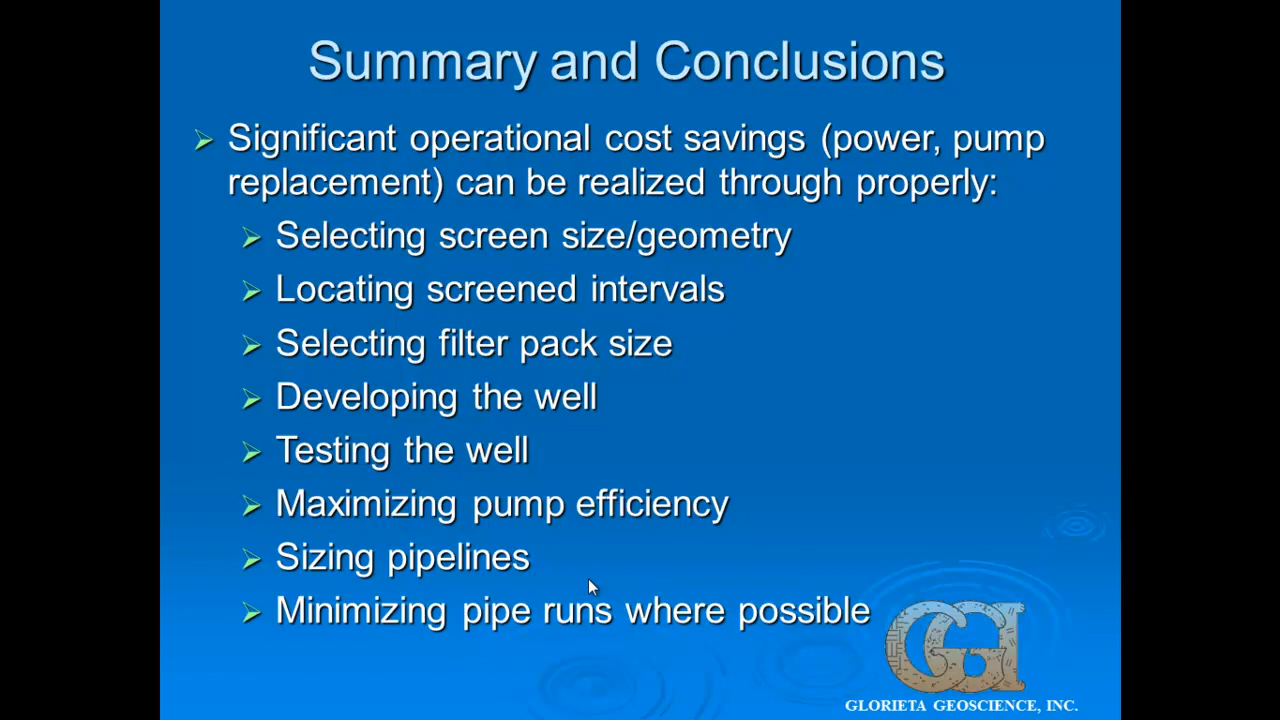 Summary and Conclusions
Significant operational cost savings (power, pump
replacement) can be realized through properly:
Selecting screen size/geometry
Locating screened intervals
Selecting filter pack size
Developing the well
Testing the well
Maximizing pump efficiency
Sizing pipelines
Minimizing pipe runs where possible
GGI
GLORIETA GEOSCIENCE, INC.